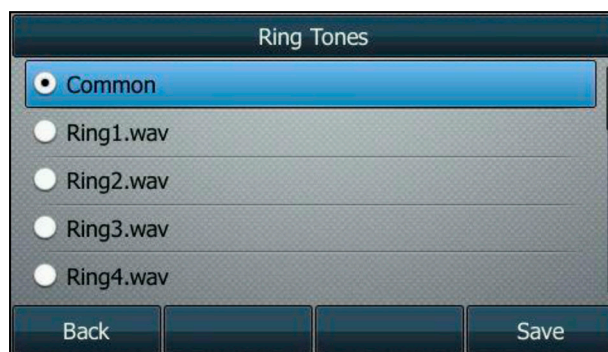 Ring Tones
Common
Ring1.wav
Ring2.wav
Ring3.wav
Ring4.wav
Back Save